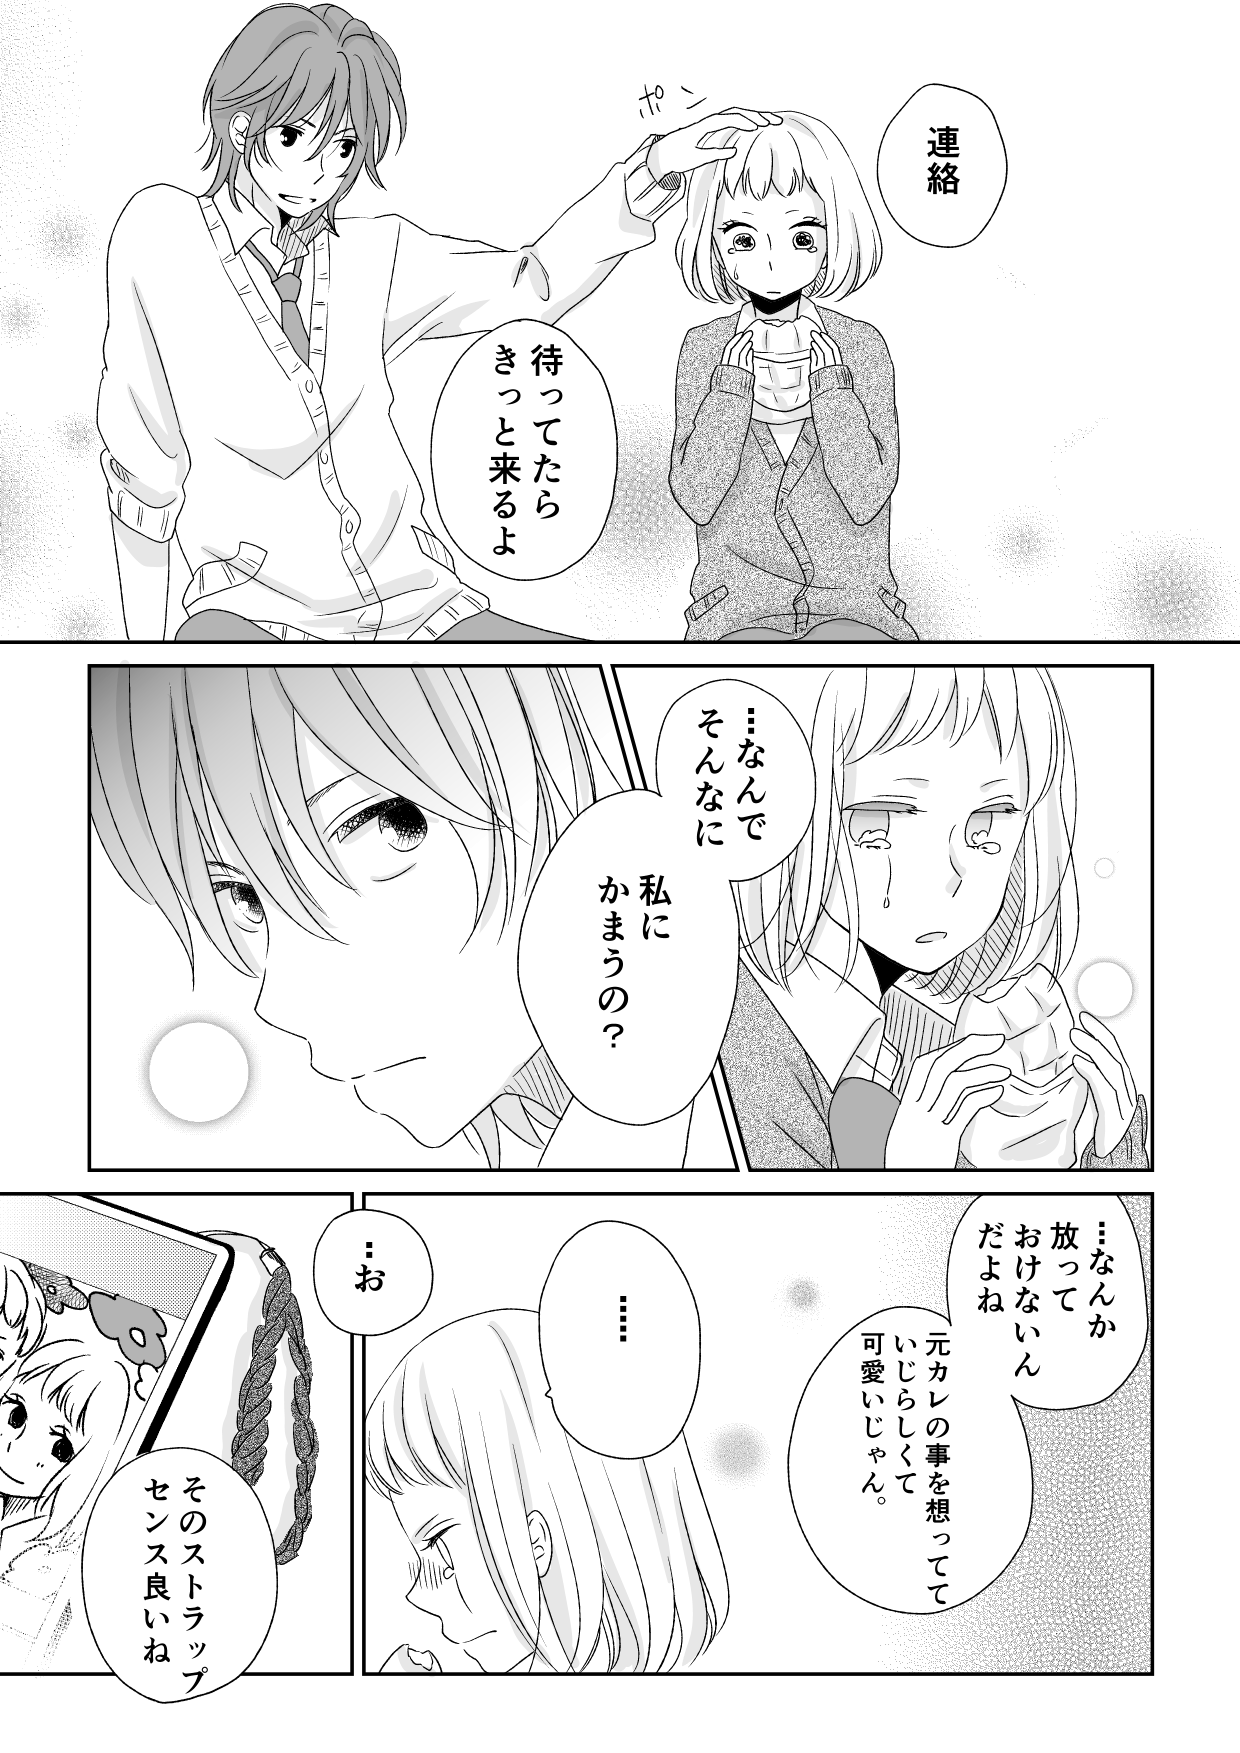 連絡
ポン
待ってたら
きっと来るよ
…なんで
そんなに
私に
かまうの？
…なんか
放って
おけないん
だよね
元カレの事を想ってて
いじらしくて
可愛いじゃん。
……
…お
そのストラップ
センス良いね